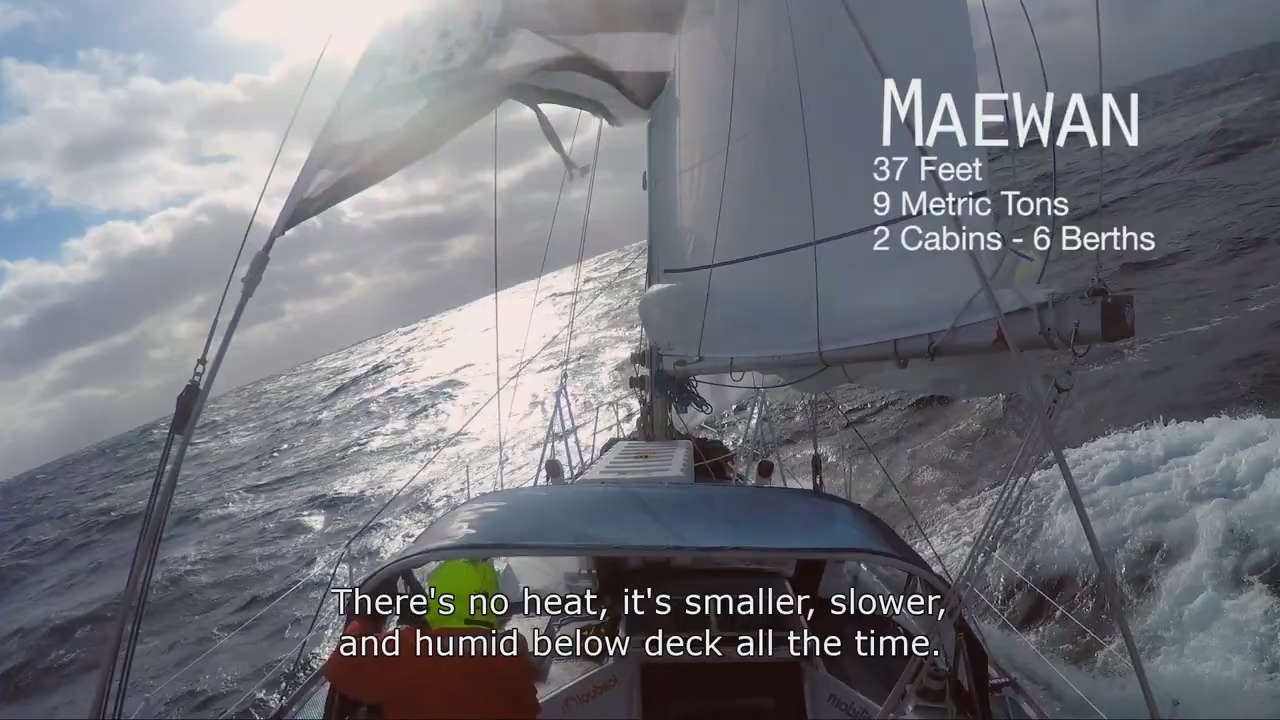 MAEWAN
37 Feet
9 Metric Tons
2 Cabins - 6 Berths
There's no heat, it's smaller, slower,
and humid below deck all the time.